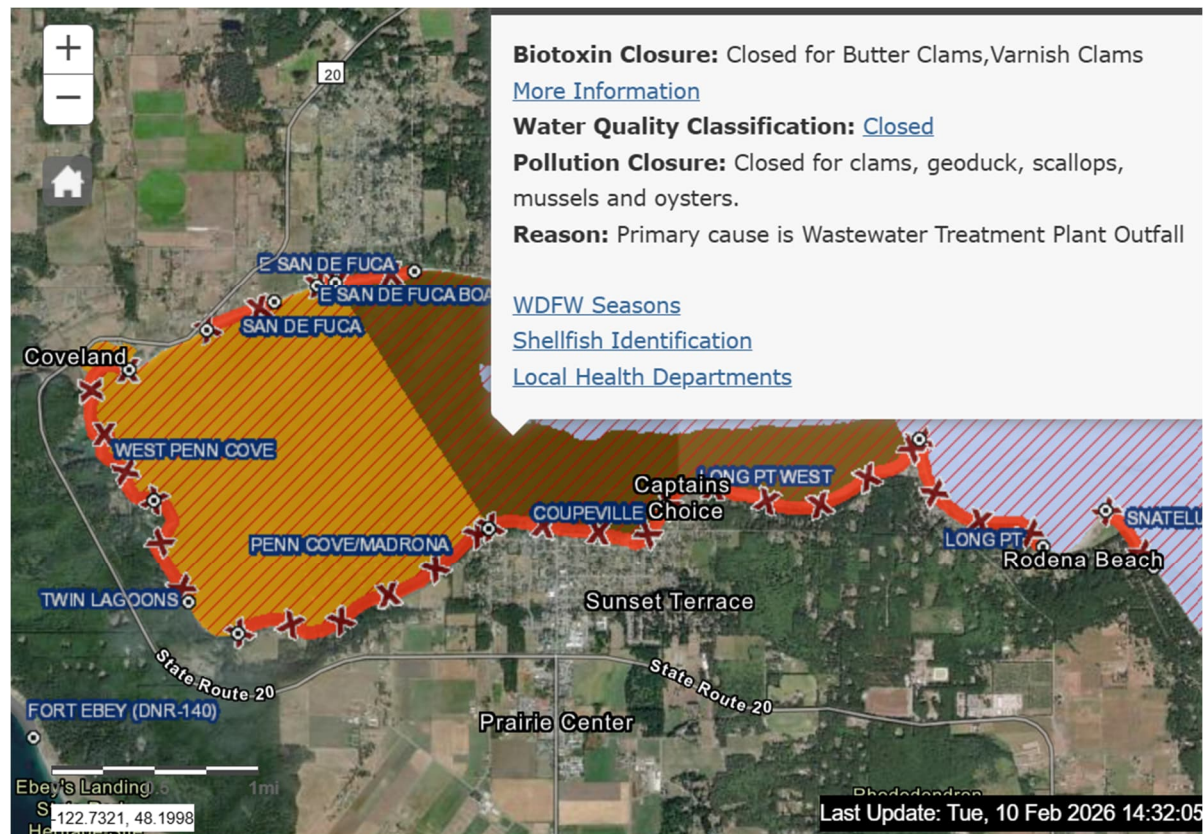 +
−
20
Biotoxin Closure: Closed for Butter Clams,Varnish Clams
More Information
Water Quality Classification: Closed
Pollution Closure: Closed for clams, geoduck, scallops,
mussels and oysters.
Reason: Primary cause is Wastewater Treatment Plant Outfall
WDFW Seasons
Shellfish Identification
Local Health Departments
E SAN DE FUCA
E SAN DE FUCA BOA
SAN DE FUCA
Coveland
WEST PENN COVE
LONG PT WEST
Captains
Choice
COUPEVILLE
SNATELL
PENN COVE/MADRONA
LONG PT
Rodena Beach
TWIN LAGOONS
Sunset Terrace
State Route 20
State Route 20
FORT EBEY (DNR-140)
Prairie Center
Ebey's Landing
1mi
Rhododendron
-122.7321, 48.1998
Last Update: Tue, 10 Feb 2026 14:32:05